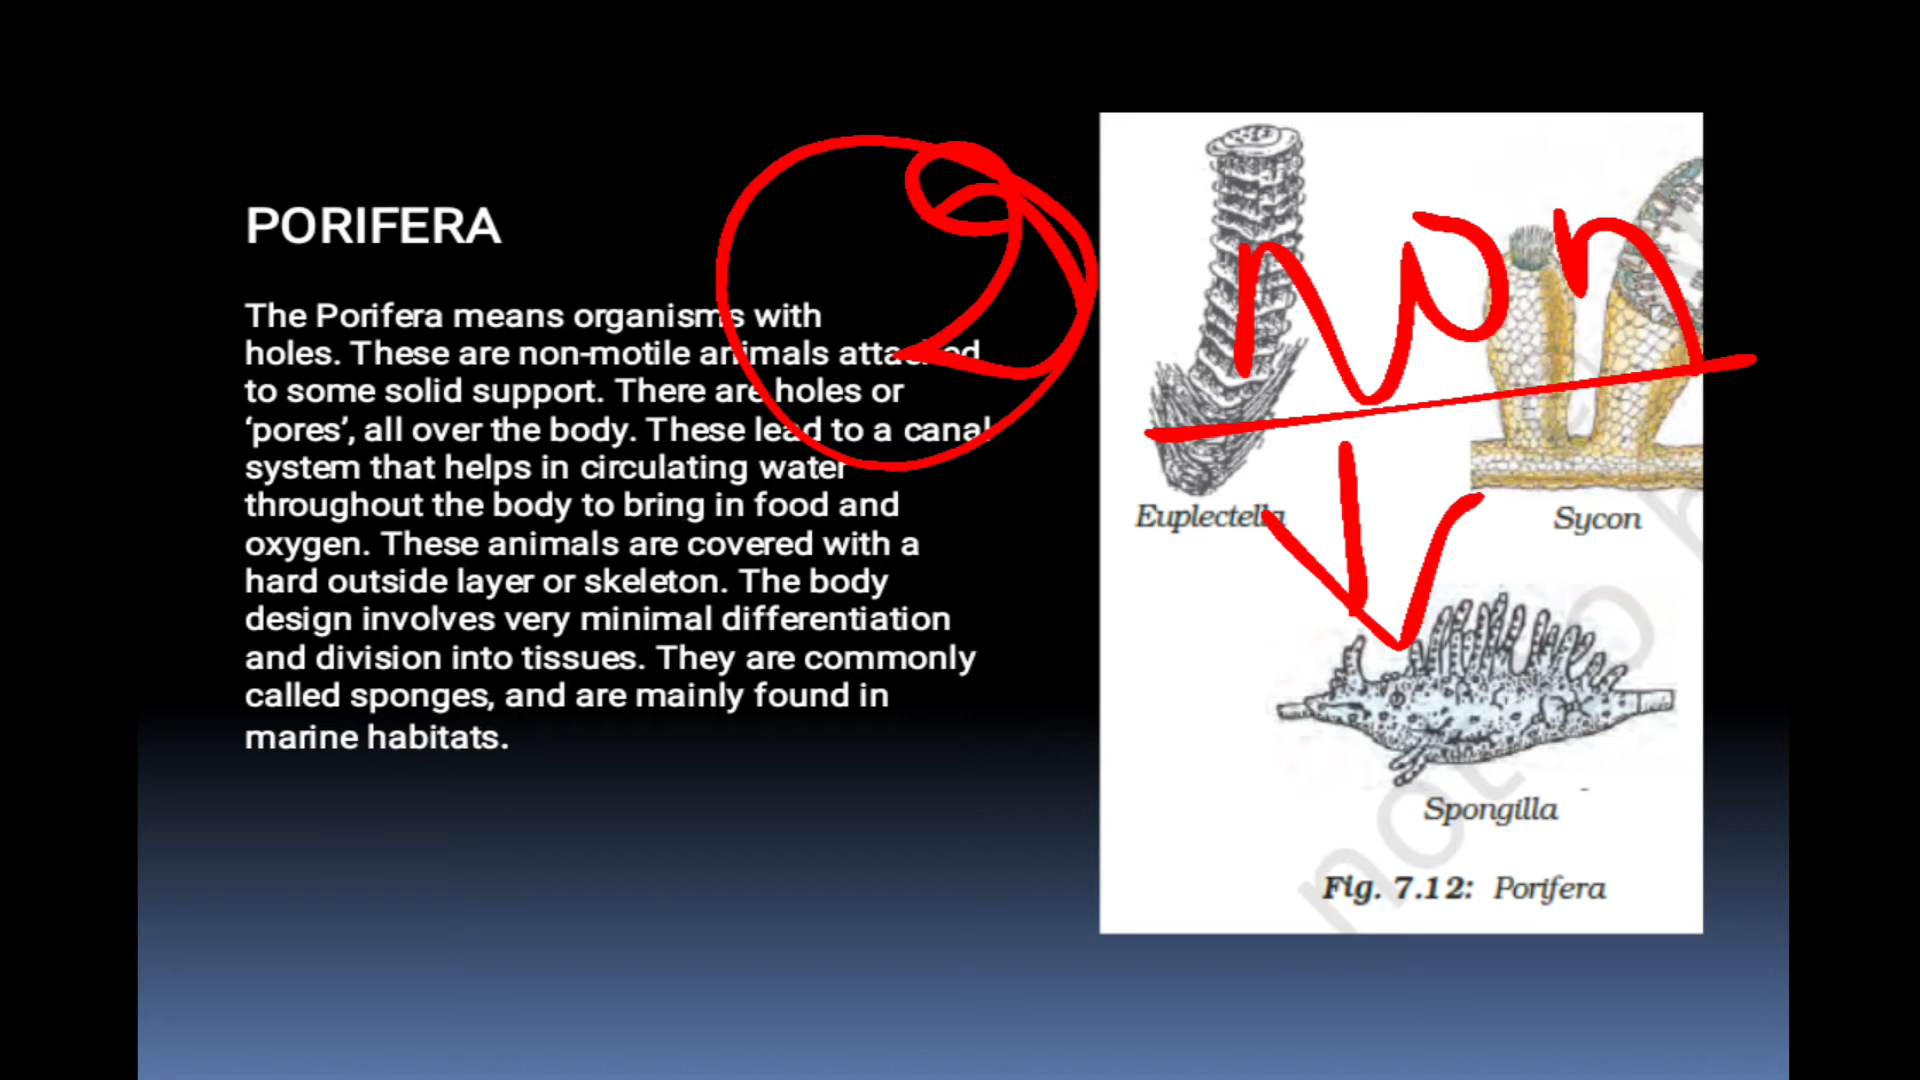 PORIFERA
The Porifera means organisms with
holes. These are non-motile animals attached
to some solid support. There are holes or
‘pores’, all over the body. These lead to a canal
system that helps in circulating water
throughout the body to bring in food and
oxygen. These animals are covered with a
hard outside layer or skeleton. The body
design involves very minimal differentiation
and division into tissues. They are commonly
called sponges, and are mainly found in
marine habitats.
2
non
Euplectella
Sycon
Spongilla
Fig. 7.12: Porifera
not to b